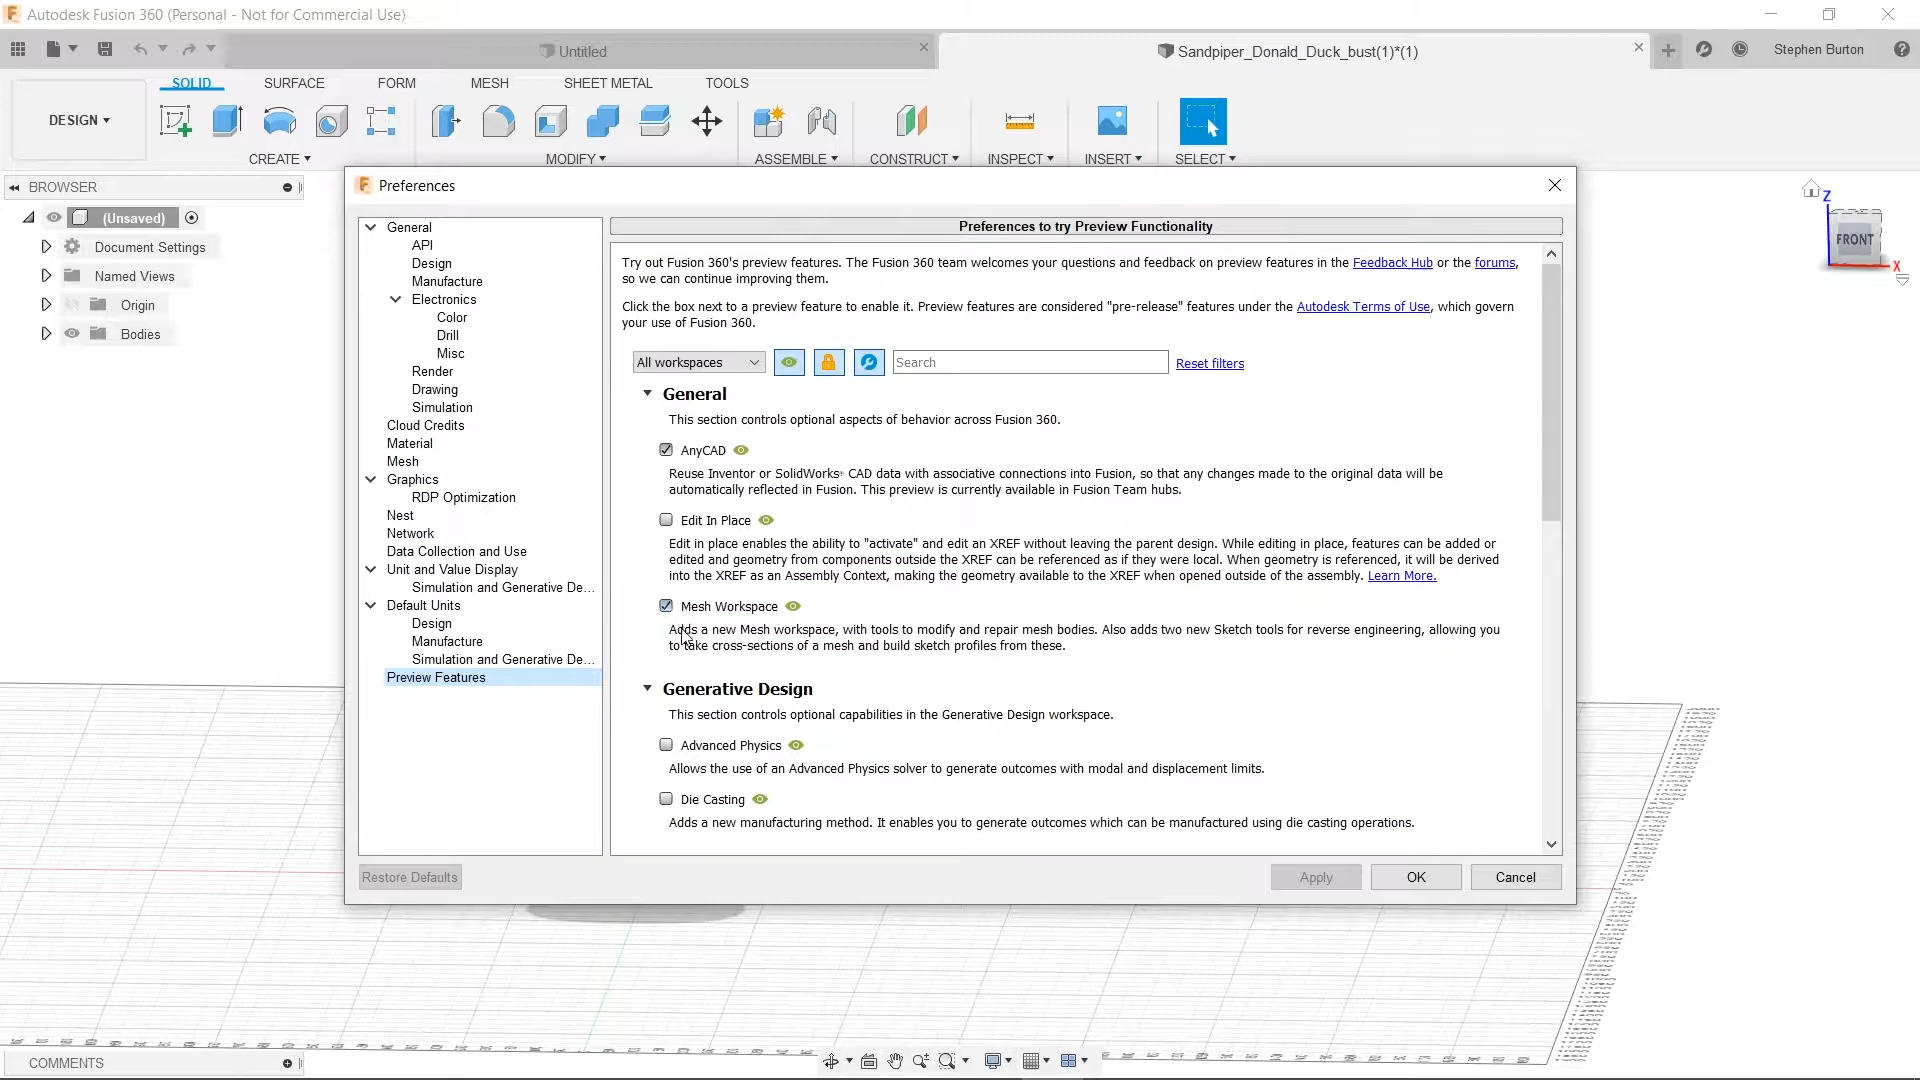 Autodesk Fusion 360 (Personal - Not for Commercial Use)
Untitled
Sandpiper_Donald_Duck_bust(1)*(1)
Stephen Burton
SOLID SURFACE FORM MESH SHEET METAL TOOLS
DESIGN
CREATE MODIFY ASSEMBLE CONSTRUCT INSPECT INSERT SELECT
BROWSER
(Unsaved)
Document Settings
Named Views
Origin
Bodies
Z
FRONT
X
Preferences
General
API
Design
Manufacture
Electronics
Color
Drill
Misc
Render
Drawing
Simulation
Cloud Credits
Material
Mesh
Graphics
RDP Optimization
Nest
Network
Data Collection and Use
Unit and Value Display
Simulation and Generative De...
Default Units
Design
Manufacture
Simulation and Generative De...
Preview Features
Preferences to try Preview Functionality
Try out Fusion 360's preview features. The Fusion 360 team welcomes your questions and feedback on preview features in the Feedback Hub or the forums,
so we can continue improving them.
Click the box next to a preview feature to enable it. Preview features are considered "pre-release" features under the Autodesk Terms of Use, which govern
your use of Fusion 360.
All workspaces Search Reset filters
General
This section controls optional aspects of behavior across Fusion 360.
AnyCAD
Reuse Inventor or SolidWorks® CAD data with associative connections into Fusion, so that any changes made to the original data will be
automatically reflected in Fusion. This preview is currently available in Fusion Team hubs.
Edit In Place
Edit in place enables the ability to "activate" and edit an XREF without leaving the parent design. While editing in place, features can be added or
edited and geometry from components outside the XREF can be referenced as if they were local. When geometry is referenced, it will be derived
into the XREF as an Assembly Context, making the geometry available to the XREF when opened outside of the assembly. Learn More.
Mesh Workspace
Adds a new Mesh workspace, with tools to modify and repair mesh bodies. Also adds two new Sketch tools for reverse engineering, allowing you
to take cross-sections of a mesh and build sketch profiles from these.
Generative Design
This section controls optional capabilities in the Generative Design workspace.
Advanced Physics
Allows the use of an Advanced Physics solver to generate outcomes with modal and displacement limits.
Die Casting
Adds a new manufacturing method. It enables you to generate outcomes which can be manufactured using die casting operations.
Restore Defaults Apply OK Cancel
COMMENTS